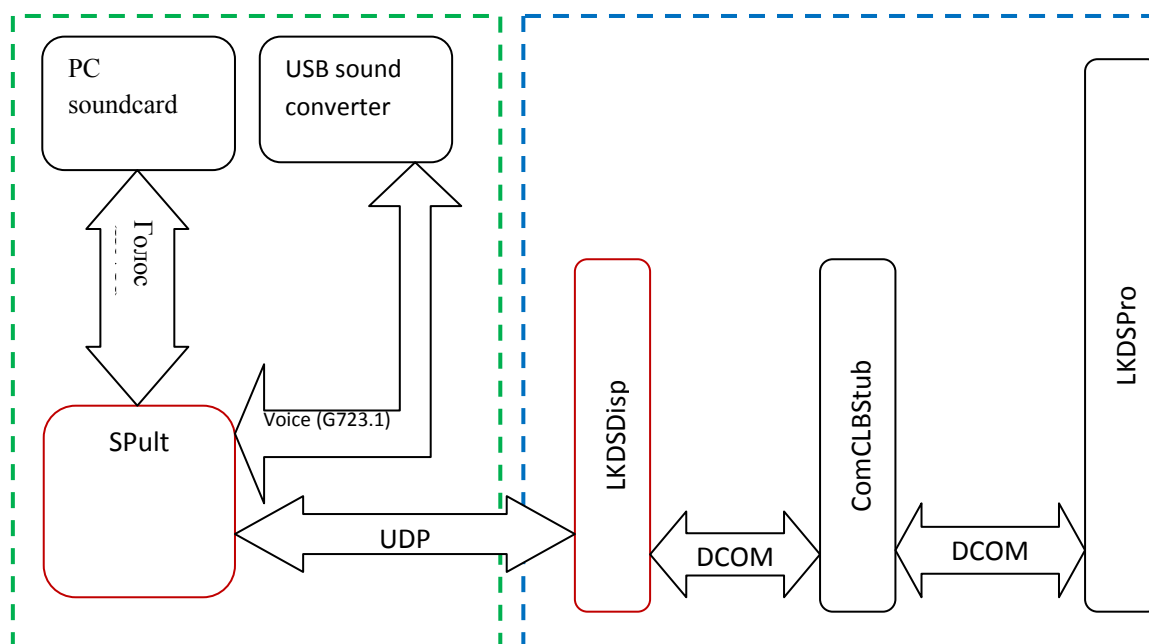 PC
soundcard
USB sound
converter
Голос
Voice (G723.1)
SPult
UDP
LKDSDisp
DCOM
ComCLBStub
DCOM
LKDSPro